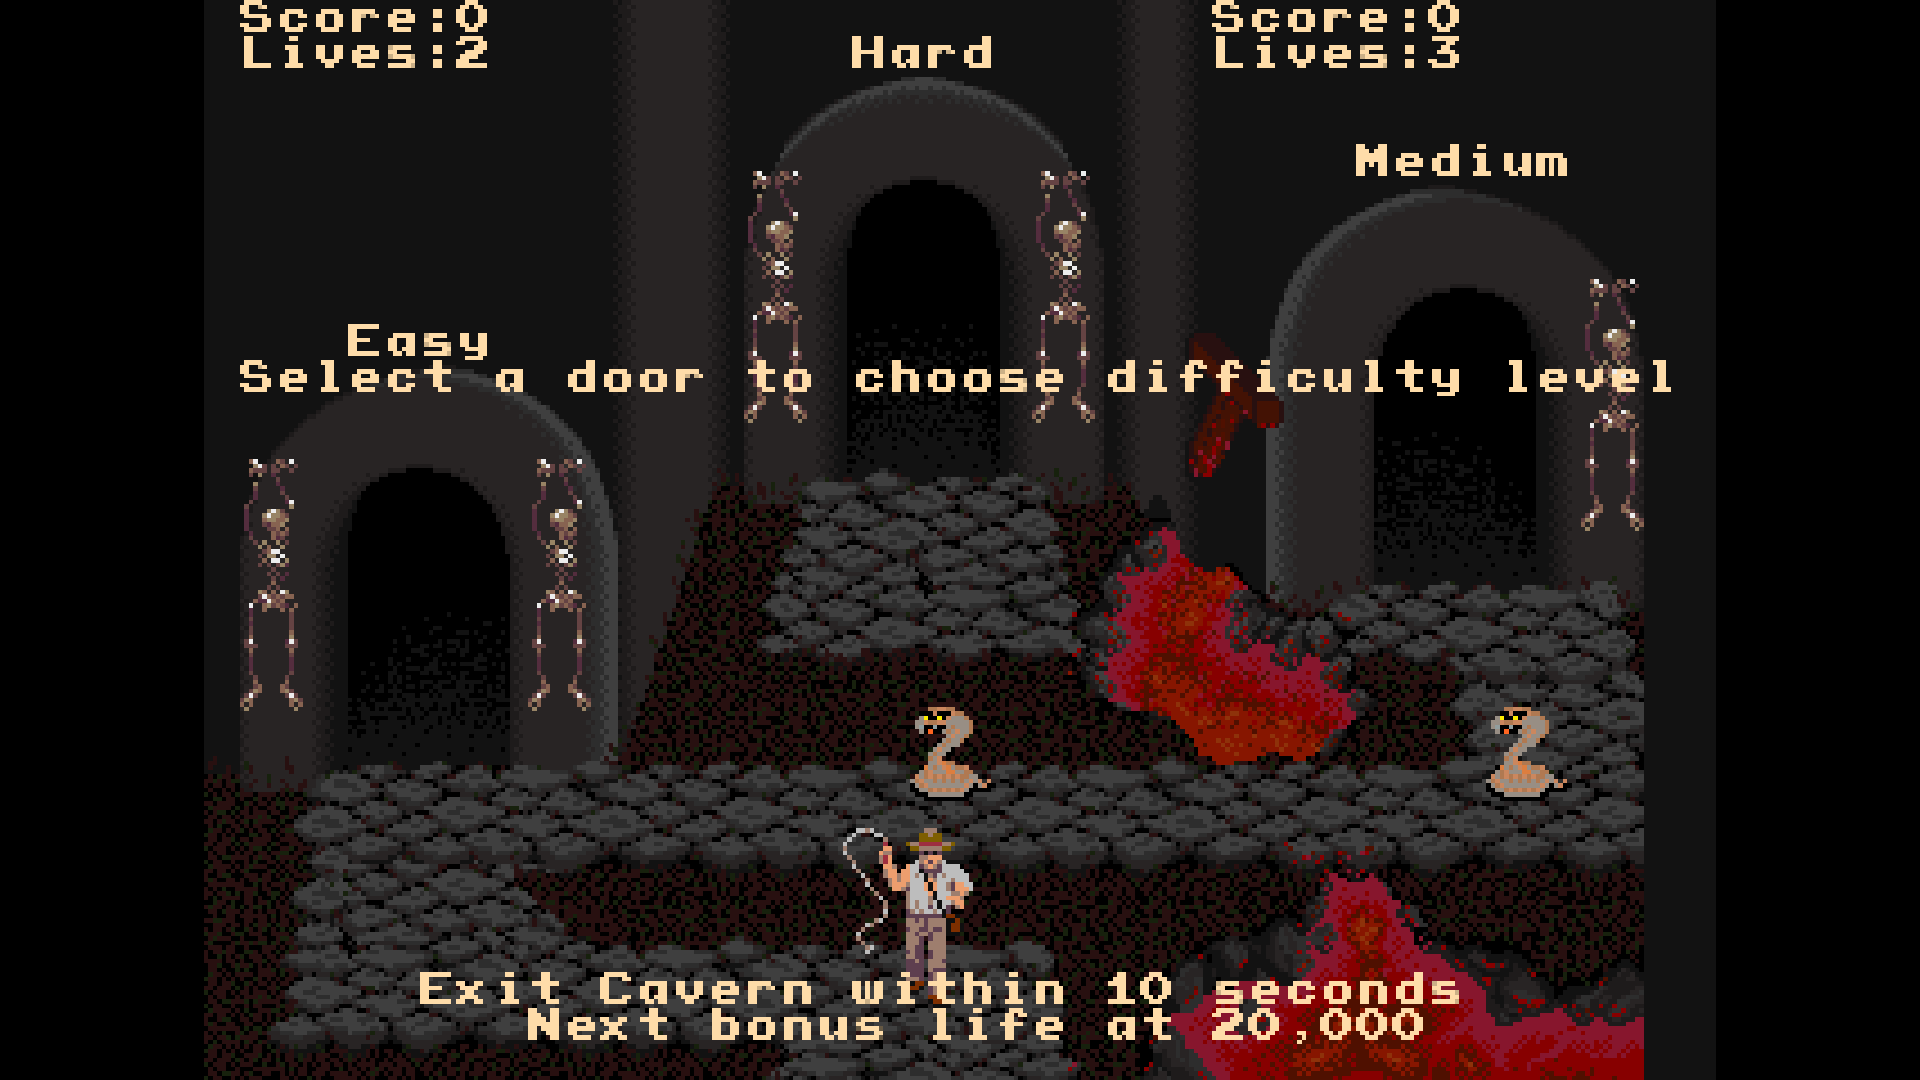 Score:0
Lives:2
Hard
Score:0
Lives:3
Medium
Easy
Select a door to choose difficulty level
Exit Cavern within 10 seconds
Next bonus life at 20,000